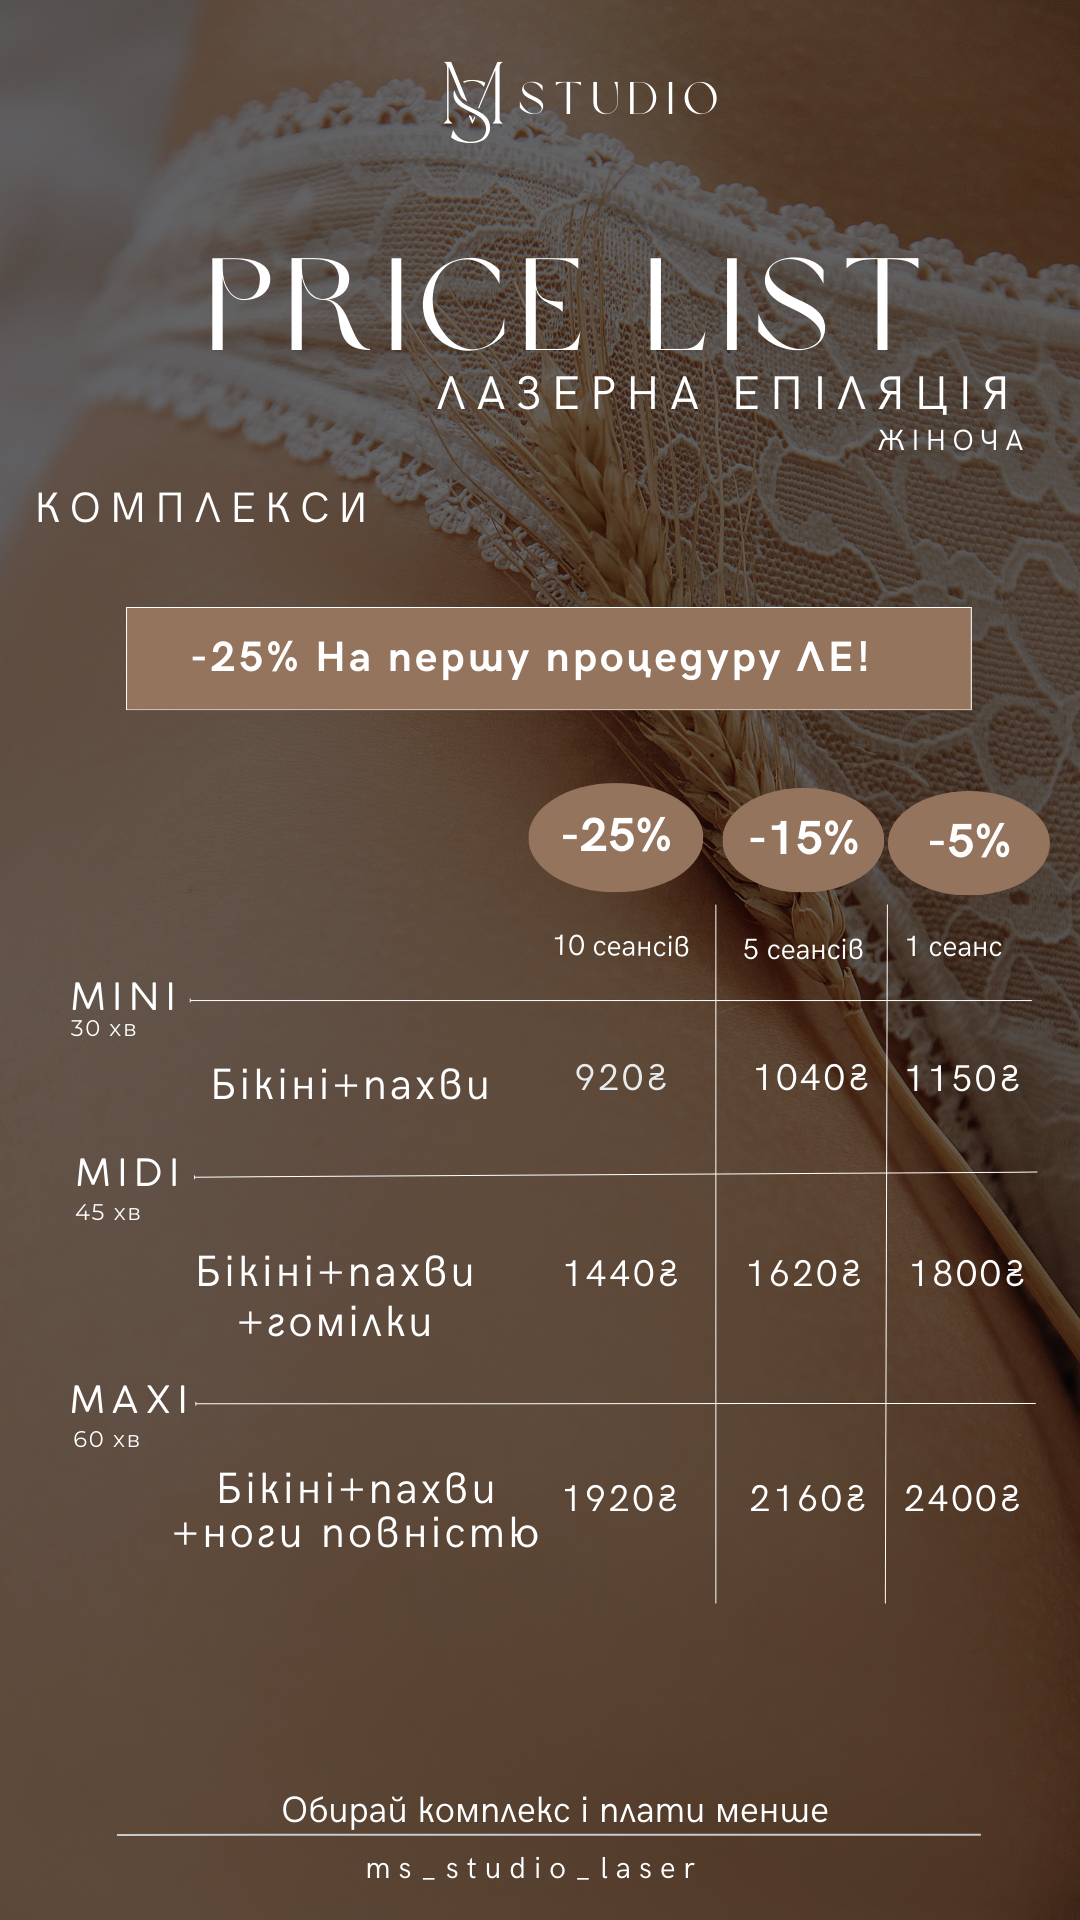 MS STUDIO
PRICE LIST
ЛАЗЕРНА ЕПІЛЯЦІЯ
ЖІНОЧА
КОМПЛЕКСИ
-25% На першу процедуру ЛЕ!
-25% -15% -5%
10 сеансів 5 сеансів 1 сеанс
MINI
30 хв
Бікіні+пахви 920₴ 1040₴ 1150₴
MIDI
45 хв
Бікіні+пахви 1440₴ 1620₴ 1800₴
+гомілки
MAXI
60 хв
Бікіні+пахви 1920₴ 2160₴ 2400₴
+ноги повністю
Обирай комплекс і плати менше
ms_studio_laser